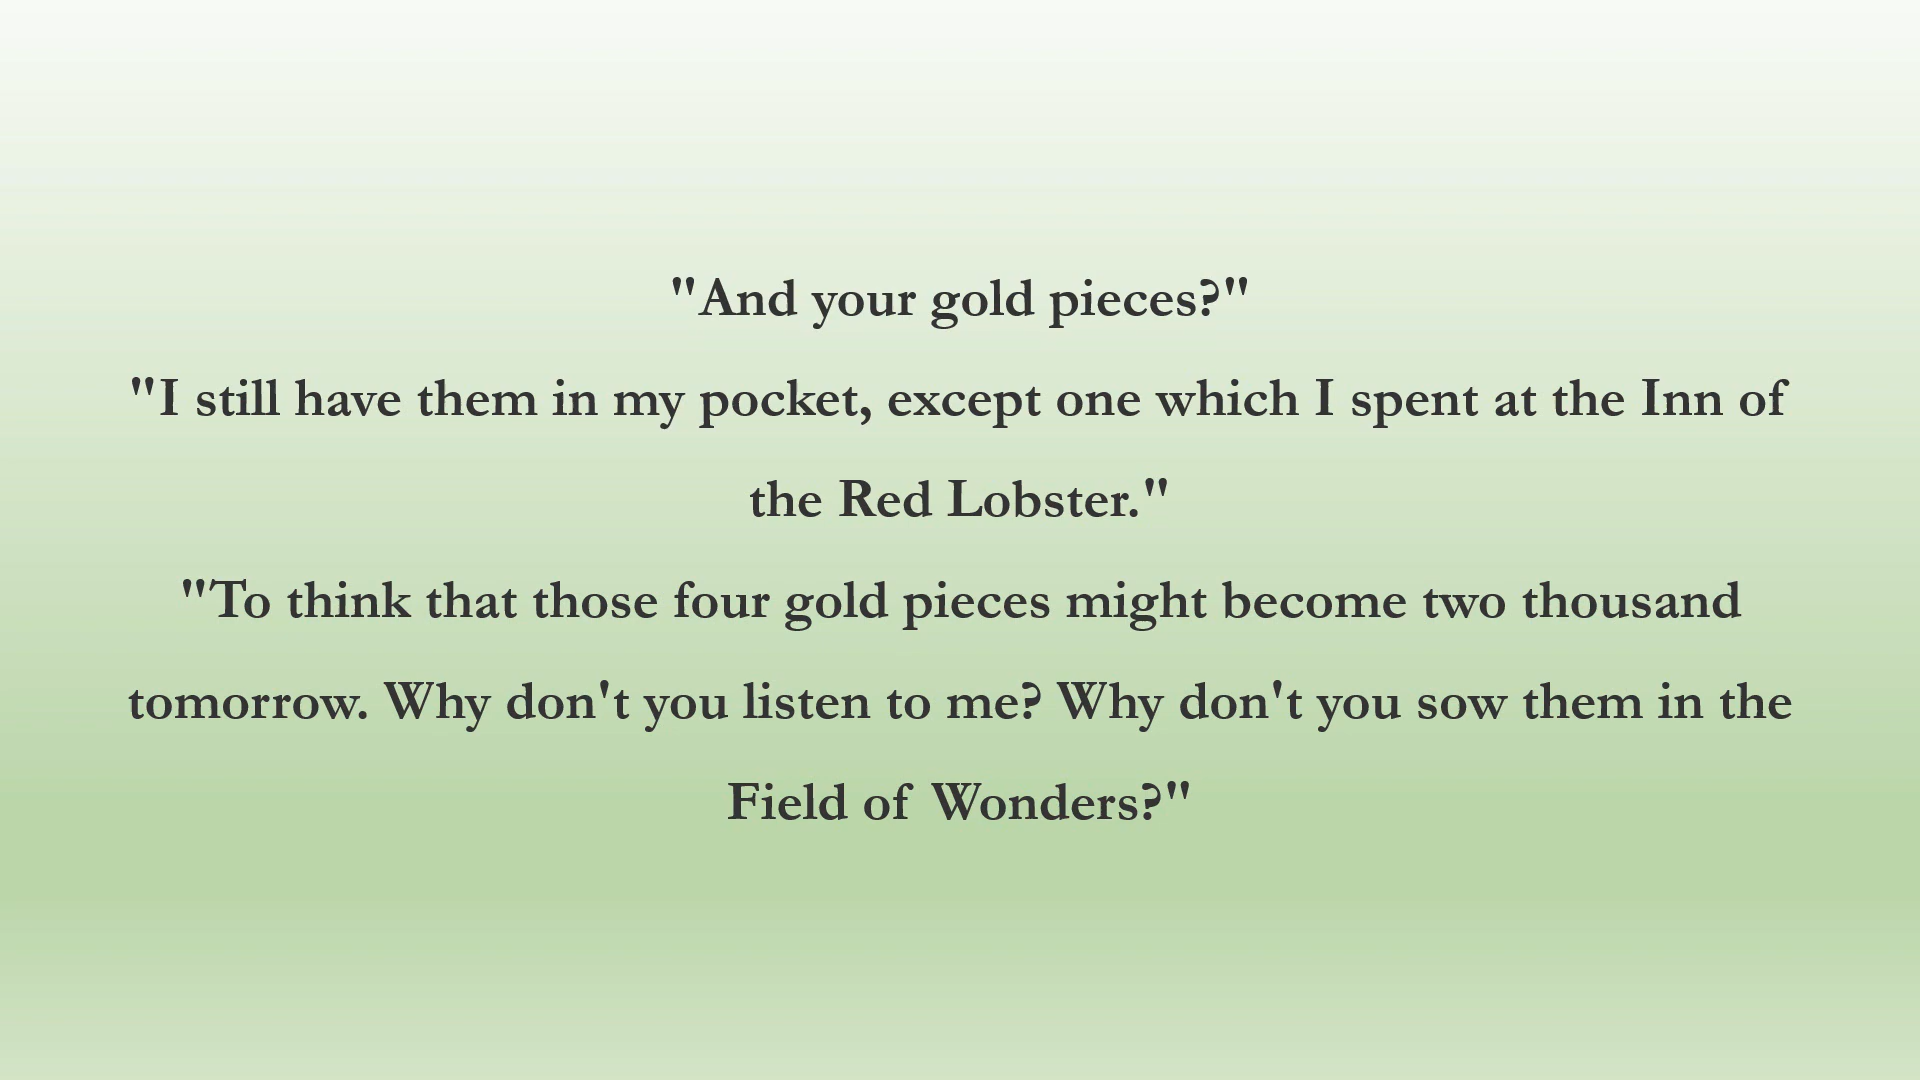 "And your gold pieces?"
"I still have them in my pocket, except one which I spent at the Inn of
the Red Lobster."
"To think that those four gold pieces might become two thousand
tomorrow. Why don't you listen to me? Why don't you sow them in the
Field of Wonders?"